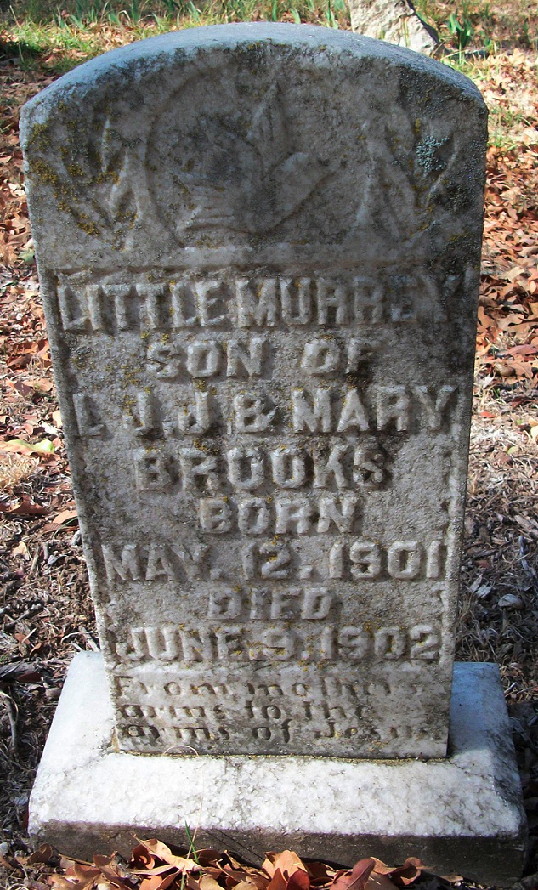 LITTLE MURREY
SON OF
L J. J B & MARY
BROOKS
BORN
MAY. 12. 1901
DIED
JUNE. 9. 1902
From mother's
arms to the
arms of Jesus.